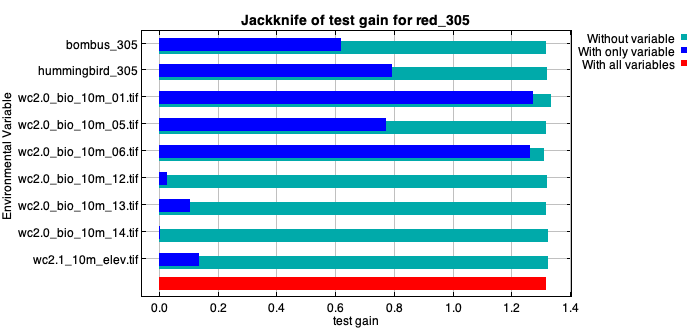 Jackknife of test gain for red_305
Environmental Variable
bombus_305
hummingbird_305
wc2.0_bio_10m_01.tif
wc2.0_bio_10m_05.tif
wc2.0_bio_10m_06.tif
wc2.0_bio_10m_12.tif
wc2.0_bio_10m_13.tif
wc2.0_bio_10m_14.tif
wc2.1_10m_elev.tif
0.0 0.2 0.4 0.6 0.8 1.0 1.2 1.4
test gain
Without variable
With only variable
With all variables